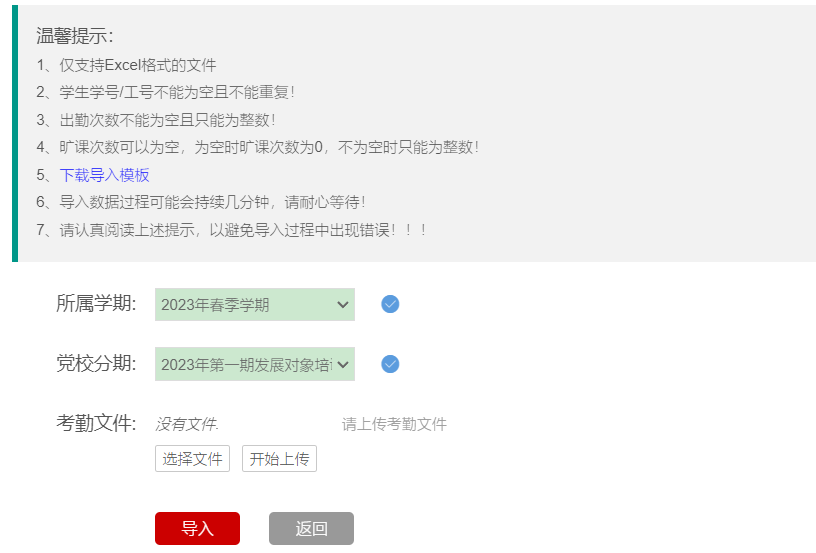 温馨提示：
1、仅支持Excel格式的文件
2、学生学号/工号不能为空且不能重复！
3、出勤次数不能为空且只能为整数！
4、旷课次数可以为空，为空时旷课次数为0，不为空时只能为整数！
5、下载导入模板
6、导入数据过程可能会持续几分钟，请耐心等待！
7、请认真阅读上述提示，以避免导入过程中出现错误！！！
所属学期: 2023年春季学期
党校分期: 2023年第一期发展对象培
考勤文件: 没有文件. 请上传考勤文件
选择文件 开始上传
导入 返回